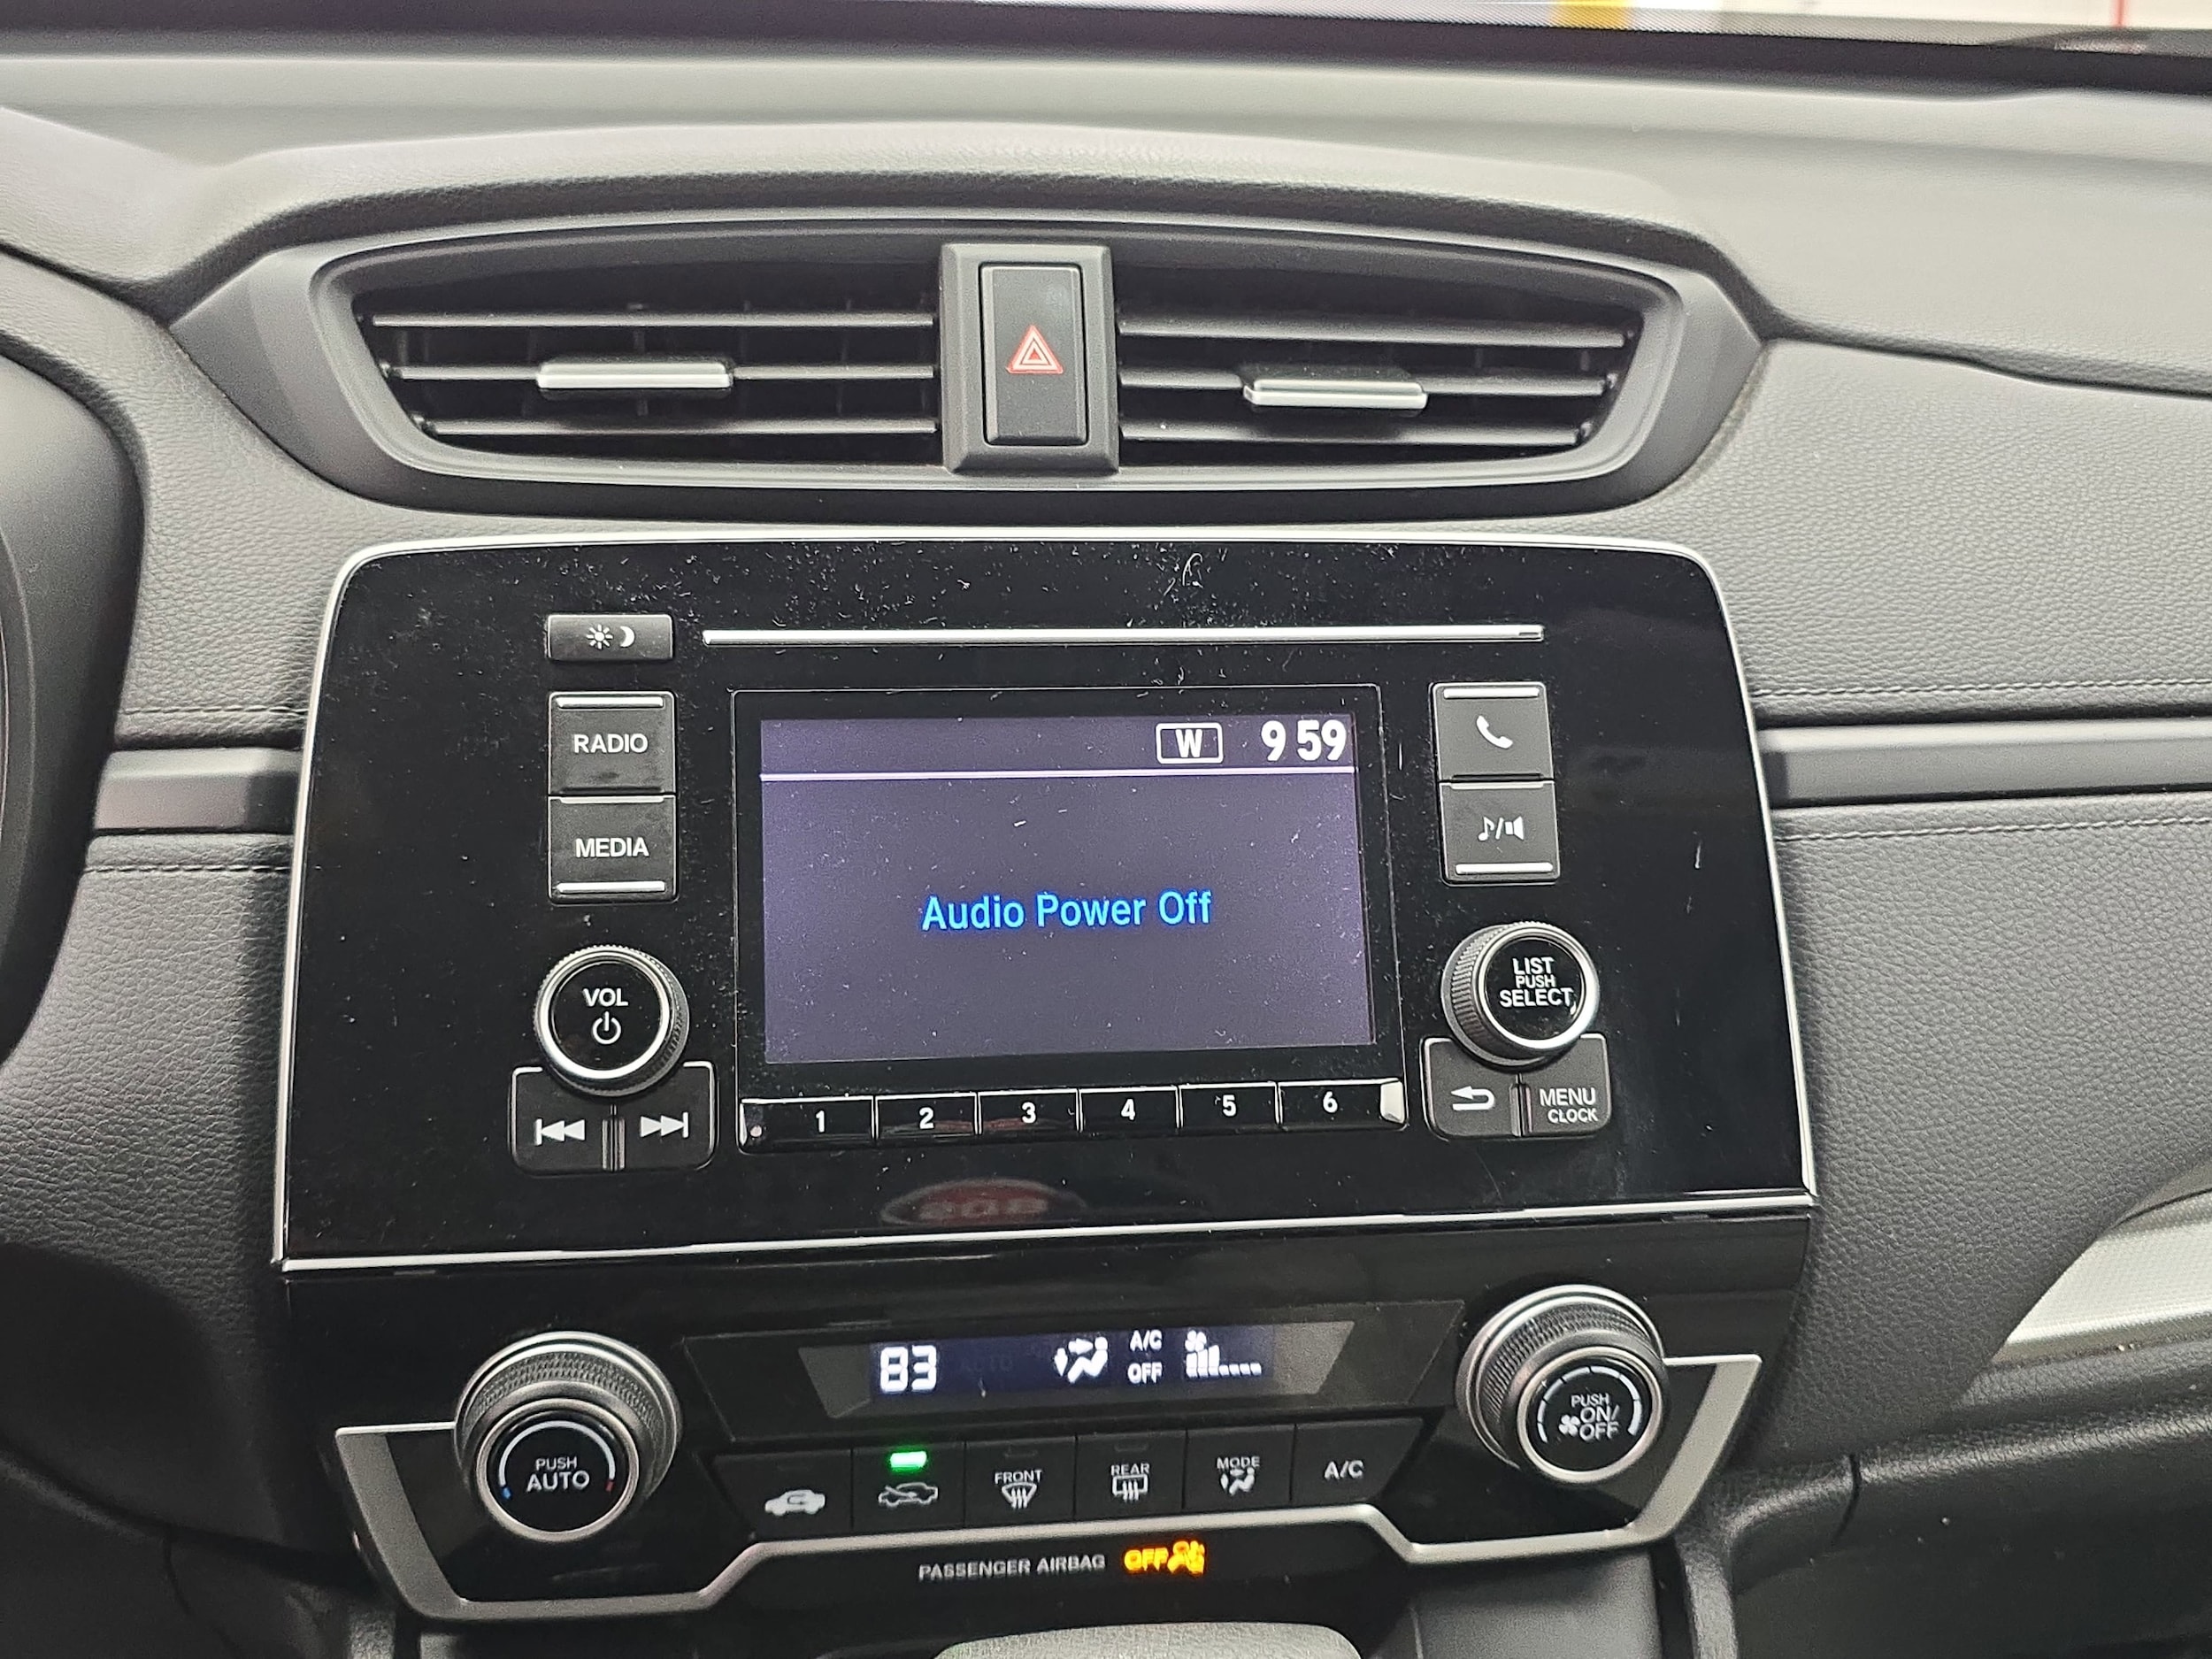 W 9 59
RADIO
MEDIA
Audio Power Off
VOL
LIST
PUSH
SELECT
1 2 3 4 5 6
MENU
CLOCK
83
A/C
OFF
PUSH
AUTO
FRONT
REAR
MODE
A/C
PUSH
ON/
OFF
PASSENGER AIRBAG OFF